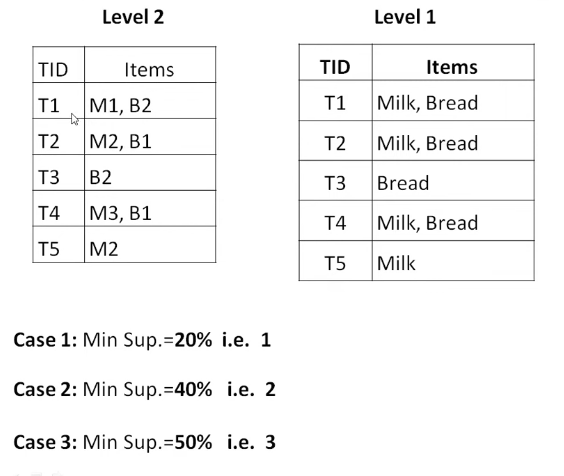 Level 2
TID Items
T1 M1, B2
T2 M2, B1
T3 B2
T4 M3, B1
T5 M2
Level 1
TID Items
T1 Milk, Bread
T2 Milk, Bread
T3 Bread
T4 Milk, Bread
T5 Milk
Case 1: Min Sup.=20% i.e. 1
Case 2: Min Sup.=40% i.e. 2
Case 3: Min Sup.=50% i.e. 3